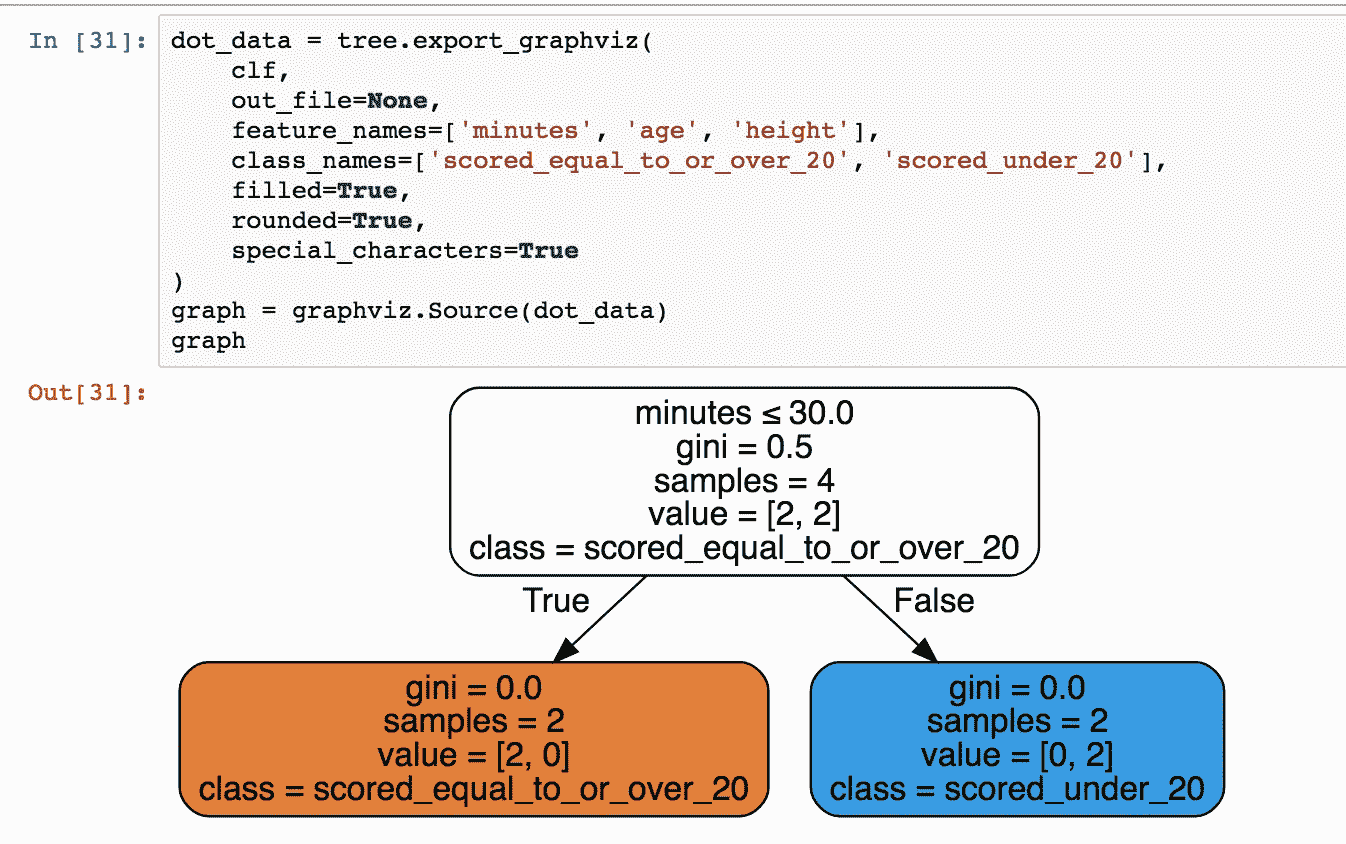 In [31]:
dot_data = tree.export_graphviz(
    clf,
    out_file=None,
    feature_names=['minutes', 'age', 'height'],
    class_names=['scored_equal_to_or_over_20', 'scored_under_20'],
    filled=True,
    rounded=True,
    special_characters=True
)
graph = graphviz.Source(dot_data)
graph
Out[31]:
minutes ≤ 30.0
gini = 0.5
samples = 4
value = [2, 2]
class = scored_equal_to_or_over_20
True
False
gini = 0.0
samples = 2
value = [2, 0]
class = scored_equal_to_or_over_20
gini = 0.0
samples = 2
value = [0, 2]
class = scored_under_20